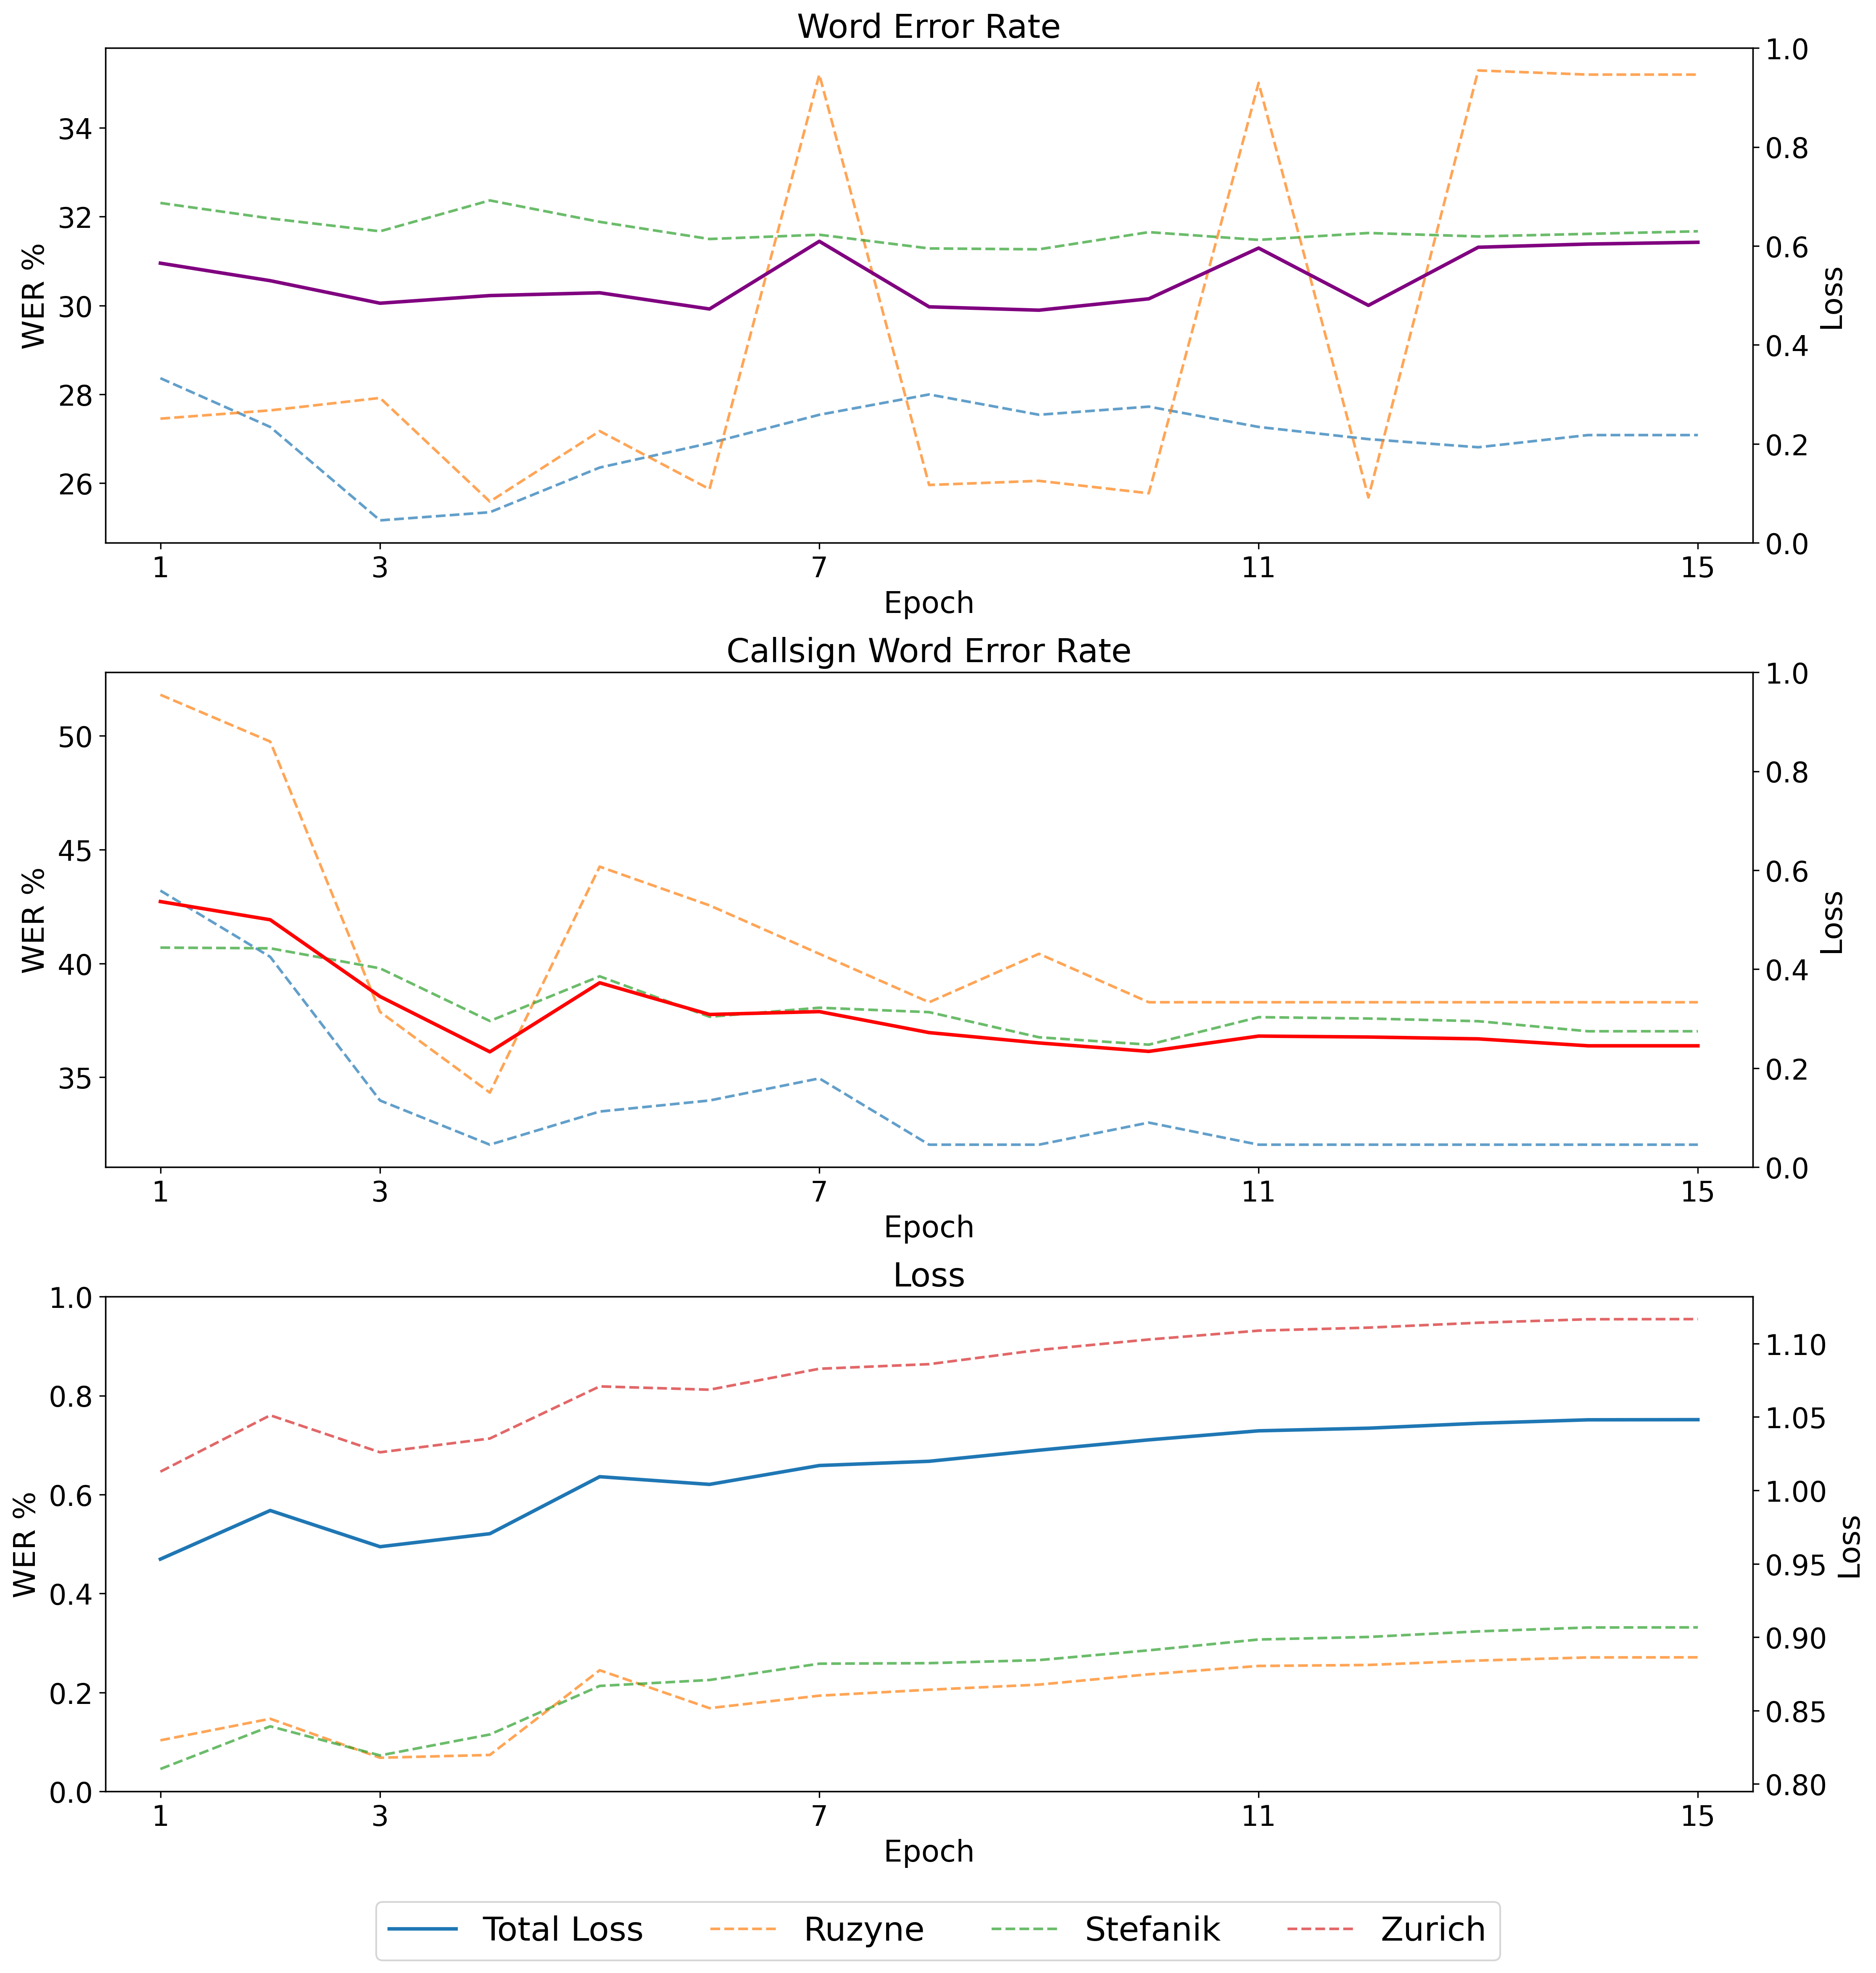 Word Error Rate
WER %
34
32
30
28
26
1.0
0.8
0.6
0.4
0.2
0.0
Loss
1 3 7 11 15
Epoch
Callsign Word Error Rate
WER %
50
45
40
35
1.0
0.8
0.6
0.4
0.2
0.0
Loss
1 3 7 11 15
Epoch
Loss
WER %
1.0
0.8
0.6
0.4
0.2
0.0
1.10
1.05
1.00
0.95
0.90
0.85
0.80
Loss
1 3 7 11 15
Epoch
Total Loss Ruzyne Stefanik Zurich